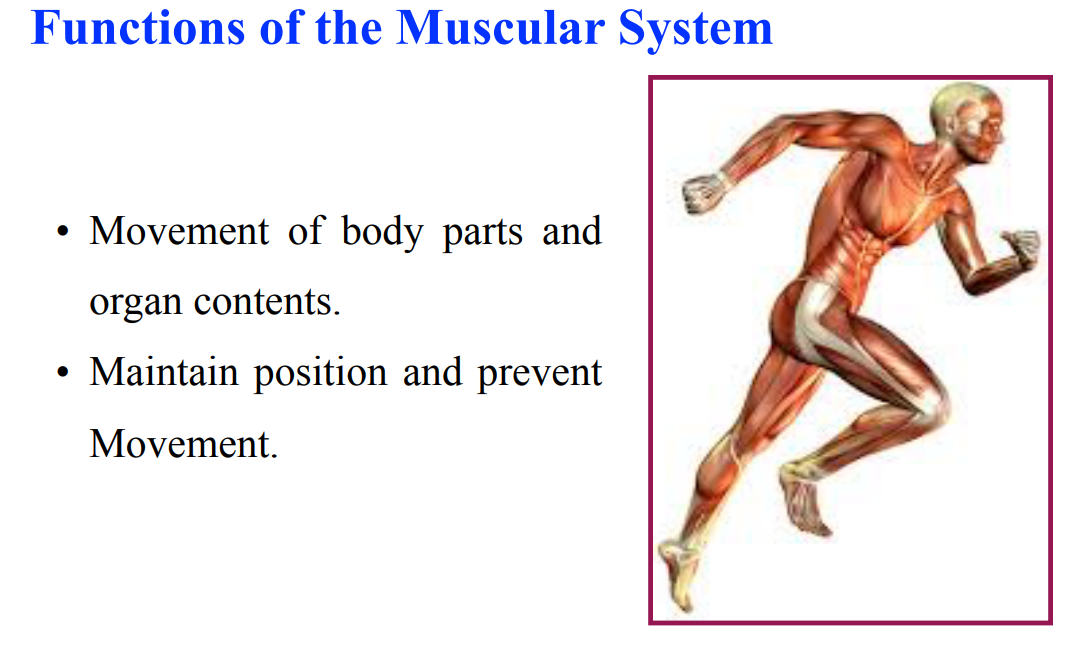 Functions of the Muscular System
• Movement of body parts and
organ contents.
• Maintain position and prevent
Movement.